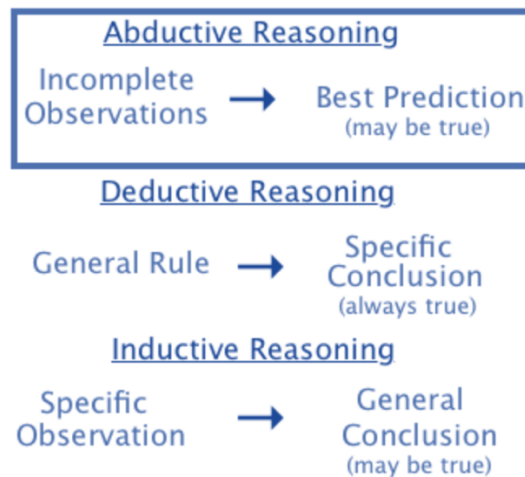 Abductive Reasoning
Incomplete
Observations
Best Prediction
(may be true)
Deductive Reasoning
General Rule
Specific
Conclusion
(always true)
Inductive Reasoning
Specific
Observation
General
Conclusion
(may be true)